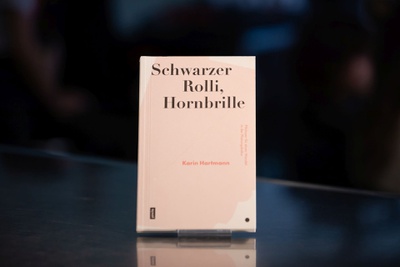 Schwarzer
Rolli,
Hornbrille
Karin Hartmann